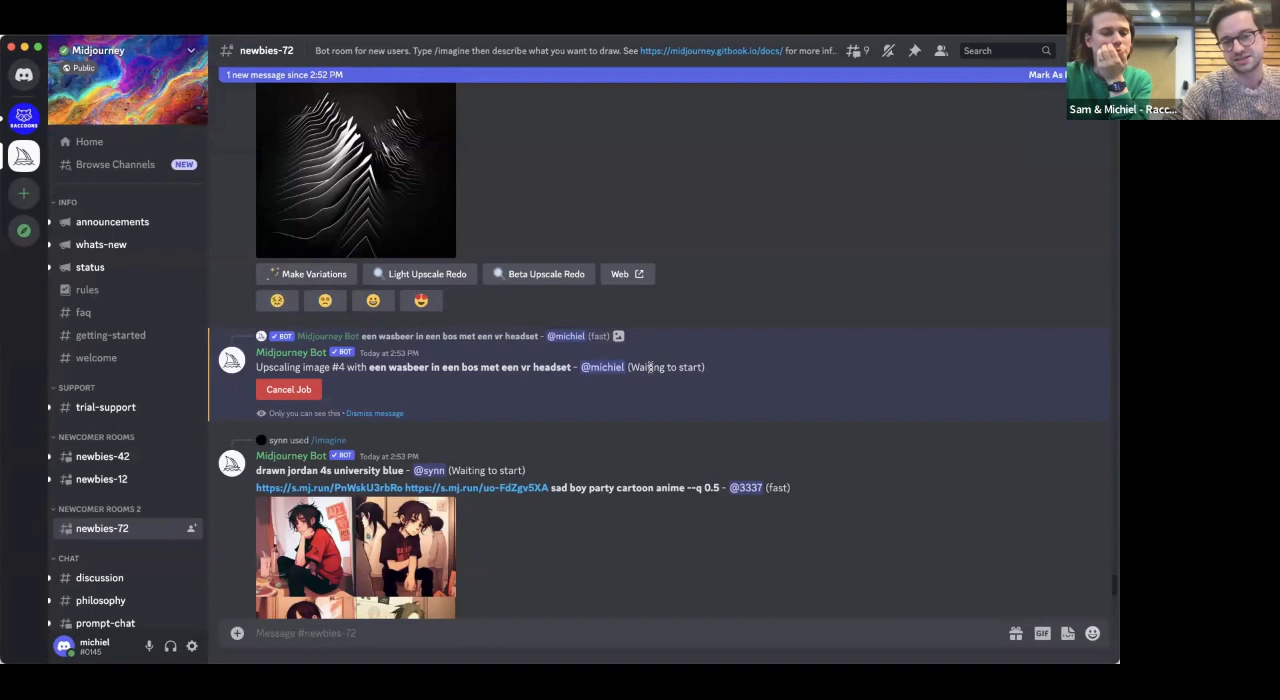 Midjourney
Public
RACCOONS
Home
Browse Channels
NEW
INFO
announcements
whats-new
status
rules
faq
getting-started
welcome
SUPPORT
trial-support
NEWCOMER ROOMS
newbies-42
newbies-12
NEWCOMER ROOMS 2
newbies-72
CHAT
discussion
philosophy
prompt-chat
michiel
#0145
newbies-72
Bot room for new users. Type /imagine then describe what you want to draw. See https://midjourney.gitbook.io/docs/ for more inf..
9
Search
1 new message since 2:52 PM
Mark As
Make Variations
Light Upscale Redo
Beta Upscale Redo
Web
BOT Midjourney Bot een wasbeer in een bos met een vr headset - @michiel (fast)
Midjourney Bot BOT Today at 2:53 PM
Upscaling image #4 with een wasbeer in een bos met een vr headset - @michiel (Waiting to start)
Cancel Job
Only you can see this • Dismiss message
synn used /imagine
Midjourney Bot BOT Today at 2:53 PM
drawn jordan 4s university blue - @synn (Waiting to start)
https://s.mj.run/PnWskU3rbRo https://s.mj.run/uo-FdZgv5XA sad boy party cartoon anime --q 0.5 - @3337 (fast)
Message #newbies-72
GIF
Sam & Michiel - Racc...